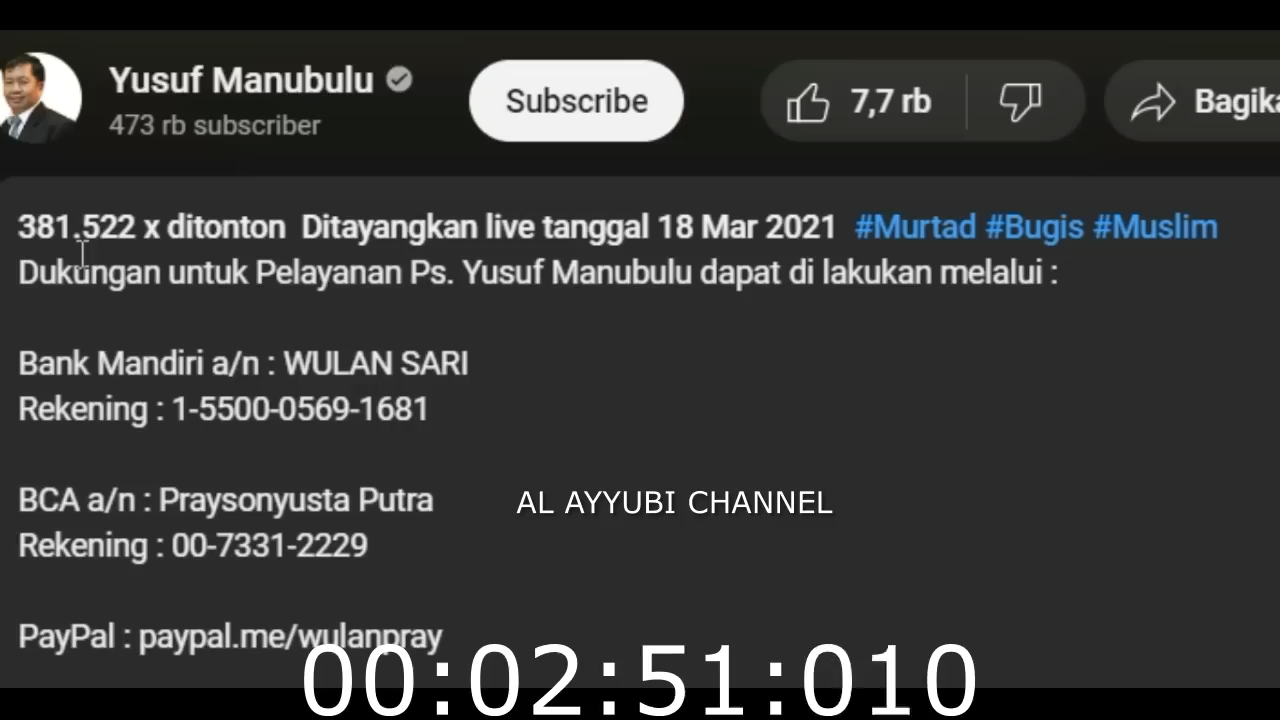 Yusuf Manubulu
473 rb subscriber
Subscribe
7,7 rb
381.522 x ditonton Ditayangkan live tanggal 18 Mar 2021 #Murtad #Bugis #Muslim
Dukungan untuk Pelayanan Ps. Yusuf Manubulu dapat di lakukan melalui :
Bank Mandiri a/n : WULAN SARI
Rekening : 1-5500-0569-1681
BCA a/n : Praysonyusta Putra
AL AYYUBI CHANNEL
Rekening : 00-7331-2229
PayPal : paypal.me/wulanpray
00:02:51:010